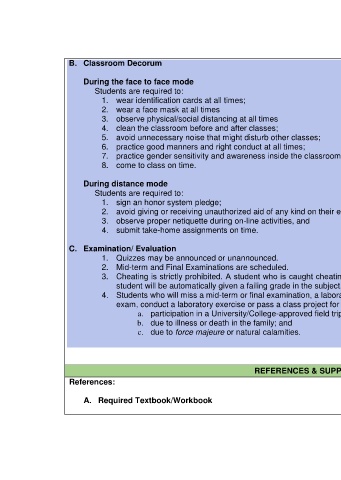 B. Classroom Decorum
During the face to face mode
Students are required to:
1. wear identification cards at all times;
2. wear a face mask at all times
3. observe physical/social distancing at all times
4. clean the classroom before and after classes;
5. avoid unnecessary noise that might disturb other classes;
6. practice good manners and right conduct at all times;
7. practice gender sensitivity and awareness inside the classroom
8. come to class on time.
During distance mode
Students are required to:
1. sign an honor system pledge;
2. avoid giving or receiving unauthorized aid of any kind on their e
3. observe proper netiquette during on-line activities, and
4. submit take-home assignments on time.
C. Examination/ Evaluation
1. Quizzes may be announced or unannounced.
2. Mid-term and Final Examinations are scheduled.
3. Cheating is strictly prohibited. A student who is caught cheatin
student will be automatically given a failing grade in the subject
4. Students who will miss a mid-term or final examination, a labora
exam, conduct a laboratory exercise or pass a class project for
a. participation in a University/College-approved field trip
b. due to illness or death in the family; and
c. due to force majeure or natural calamities.
REFERENCES & SUPP
References:
A. Required Textbook/Workbook